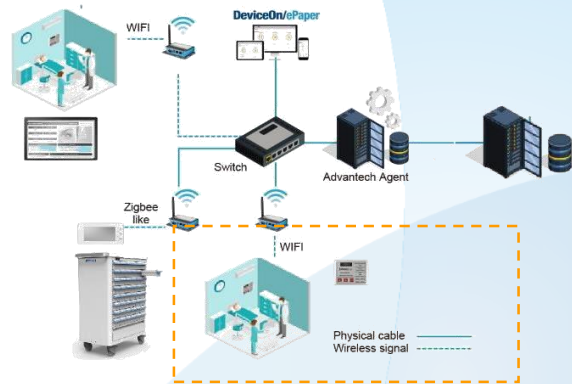 DeviceOn/ePaper
WIFI
Switch
Advantech Agent
Zigbee
like
WIFI
Physical cable
Wireless signal